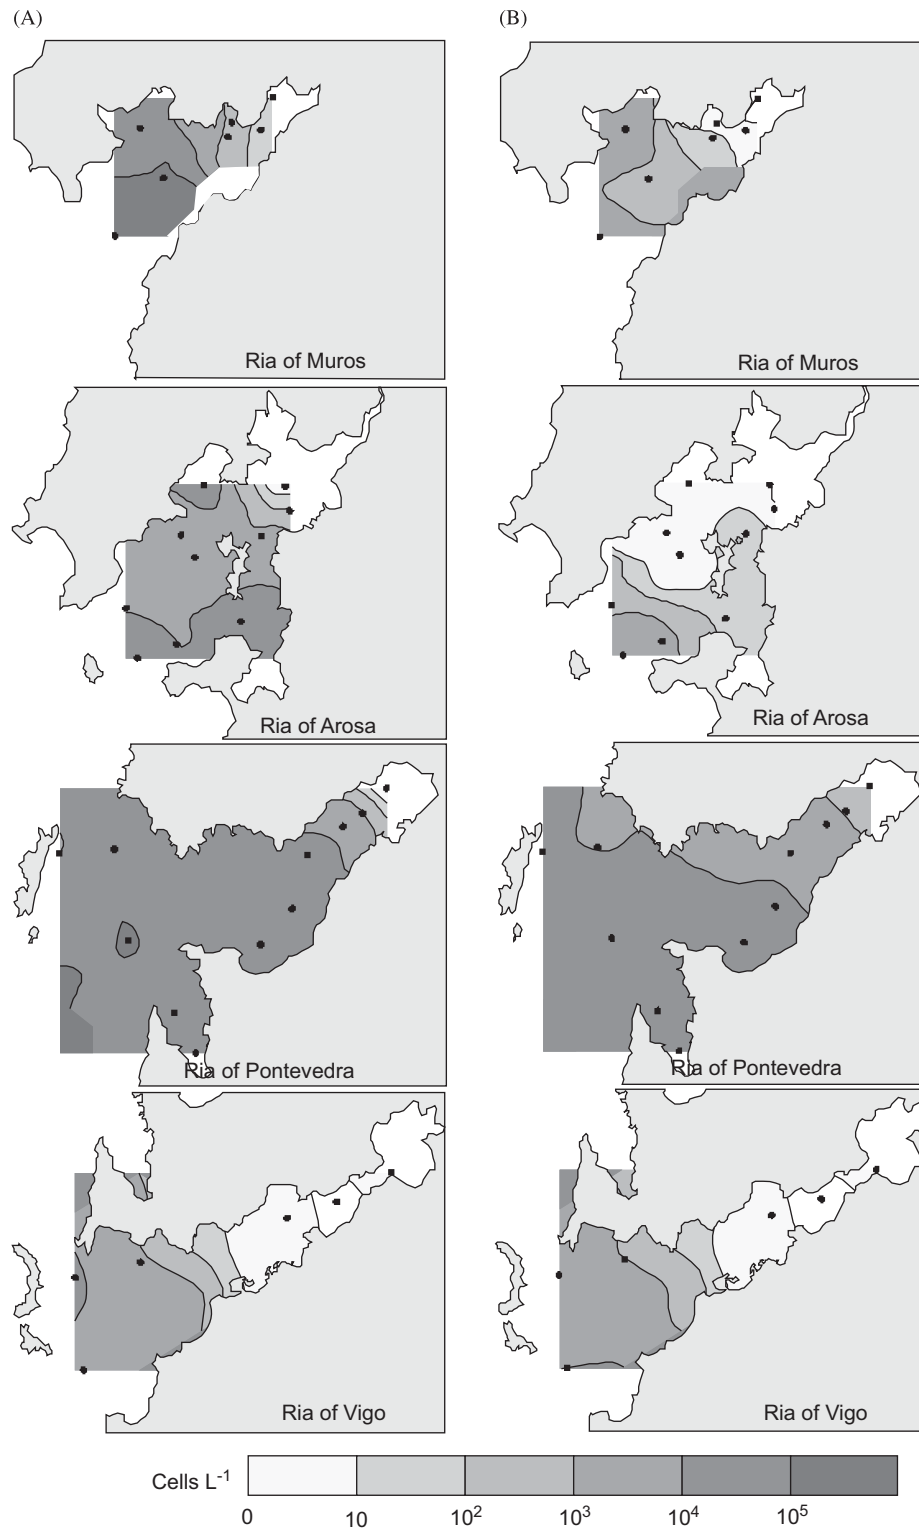 (A) (B)
Ria of Muros Ria of Muros
Ria of Arosa Ria of Arosa
Ria of Pontevedra Ria of Pontevedra
Ria of Vigo Ria of Vigo
Cells L⁻¹
0 10 10² 10³ 10⁴ 10⁵